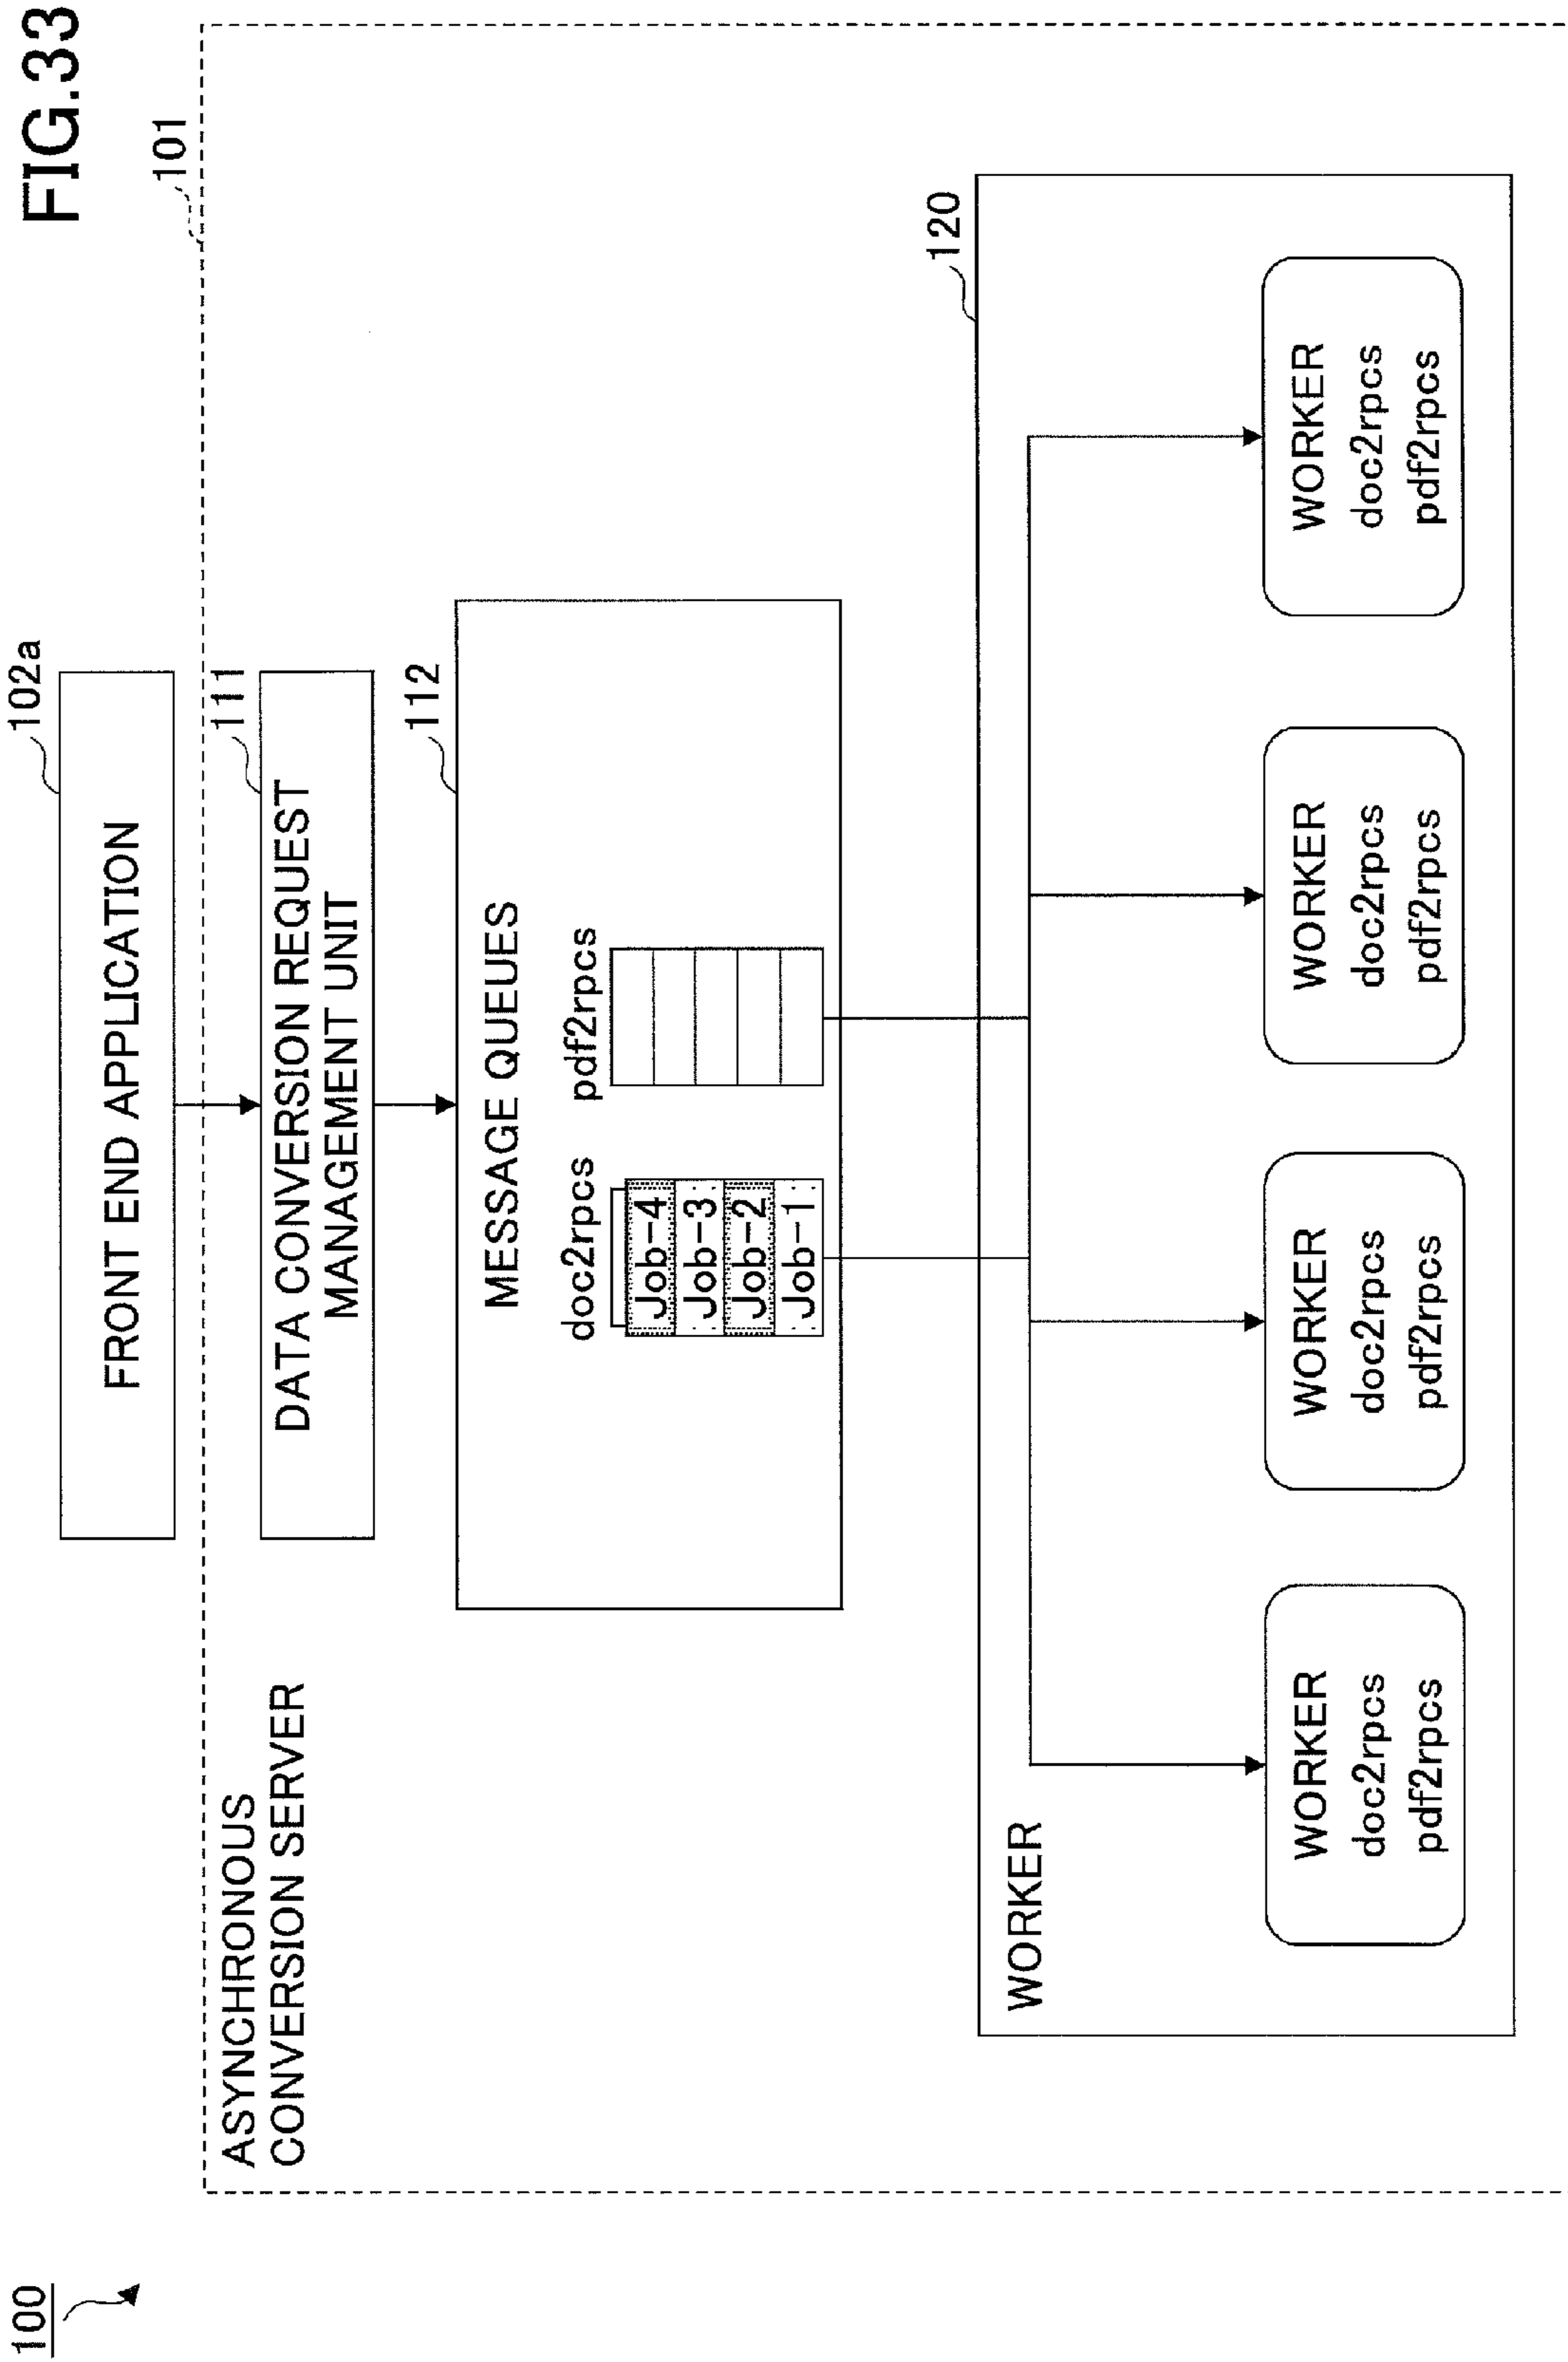 FIG.33
100
102a
FRONT END APPLICATION
101
ASYNCHRONOUS
CONVERSION SERVER
111
DATA CONVERSION REQUEST
MANAGEMENT UNIT
112
MESSAGE QUEUES
doc2rpcs
pdf2rpcs
Job-4
Job-3
Job-2
Job-1
120
WORKER
WORKER
doc2rpcs
pdf2rpcs
WORKER
doc2rpcs
pdf2rpcs
WORKER
doc2rpcs
pdf2rpcs
WORKER
doc2rpcs
pdf2rpcs